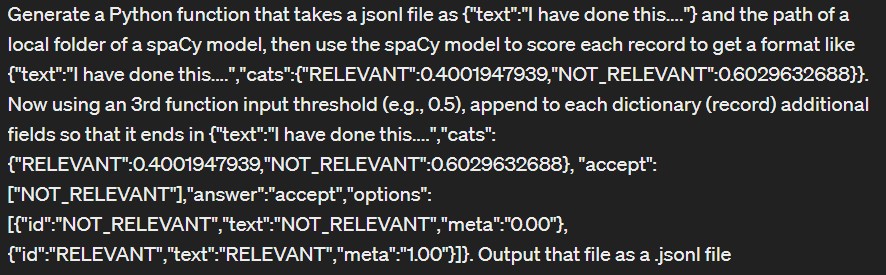 Generate a Python function that takes a jsonl file as {"text":"I have done this...."} and the path of a
local folder of a spaCy model, then use the spaCy model to score each record to get a format like
{"text":"I have done this....","cats":{"RELEVANT":0.4001947939,"NOT_RELEVANT":0.6029632688}}.
Now using an 3rd function input threshold (e.g., 0.5), append to each dictionary (record) additional
fields so that it ends in {"text":"I have done this....","cats":
{"RELEVANT":0.4001947939,"NOT_RELEVANT":0.6029632688}, "accept":
["NOT_RELEVANT"],"answer":"accept","options":
[{"id":"NOT_RELEVANT","text":"NOT_RELEVANT","meta":"0.00"},
{"id":"RELEVANT","text":"RELEVANT","meta":"1.00"}]}. Output that file as a .jsonl file